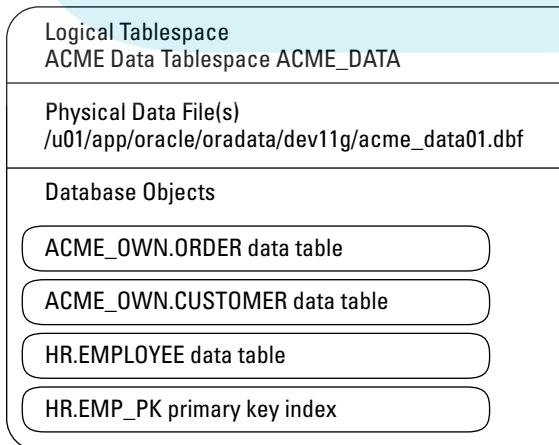 Logical Tablespace
ACME Data Tablespace ACME_DATA
Physical Data File(s)
/u01/app/oracle/oradata/dev11g/acme_data01.dbf
Database Objects
ACME_OWN.ORDER data table
ACME_OWN.CUSTOMER data table
HR.EMPLOYEE data table
HR.EMP_PK primary key index